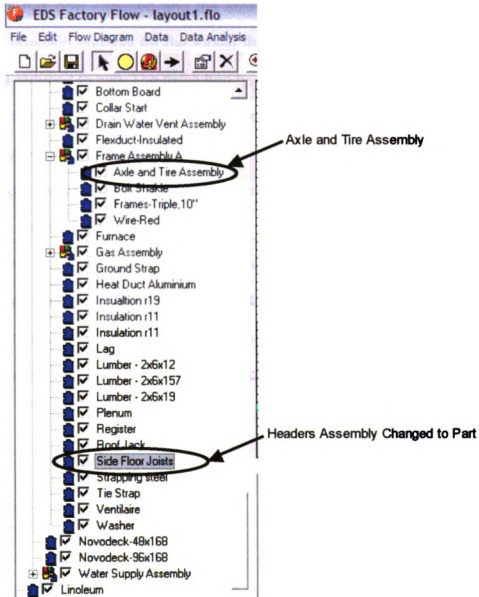 EDS Factory Flow - layout1.flo
File Edit Flow Diagram Data Data Analysis
Bottom Board
Collar Start
Drain Water Vent Assembly
Flexduct-Insulated
Frame Assembly A
Axle and Tire Assembly
Axle and Tire Assembly
Bolt Shakle
Frames-Triple,10"
Wire-Red
Furnace
Gas Assembly
Ground Strap
Heat Duct Aluminium
Insualtion r19
Insulation r11
Insulation r11
Lag
Lumber - 2x6x12
Lumber - 2x6x157
Lumber - 2x6x19
Plenum
Register
Roof Jack
Headers Assembly Changed to Part
Side Floor Joists
Strapping steel
Tie Strap
Ventilaire
Washer
Novodeck-48x168
Novodeck-96x168
Water Supply Assembly
Linoleum